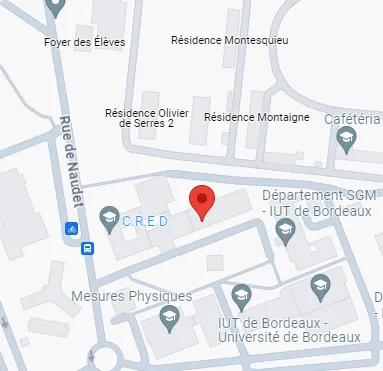 Foyer des Élèves
Résidence Montesquieu
Résidence Olivier
de Serres 2
Résidence Montaigne
Cafétéria
Rue de Naudet
C.R.E.D
Département SGM
- IUT de Bordeaux
Mesures Physiques
D
IUT de Bordeaux -
Université de Bordeaux